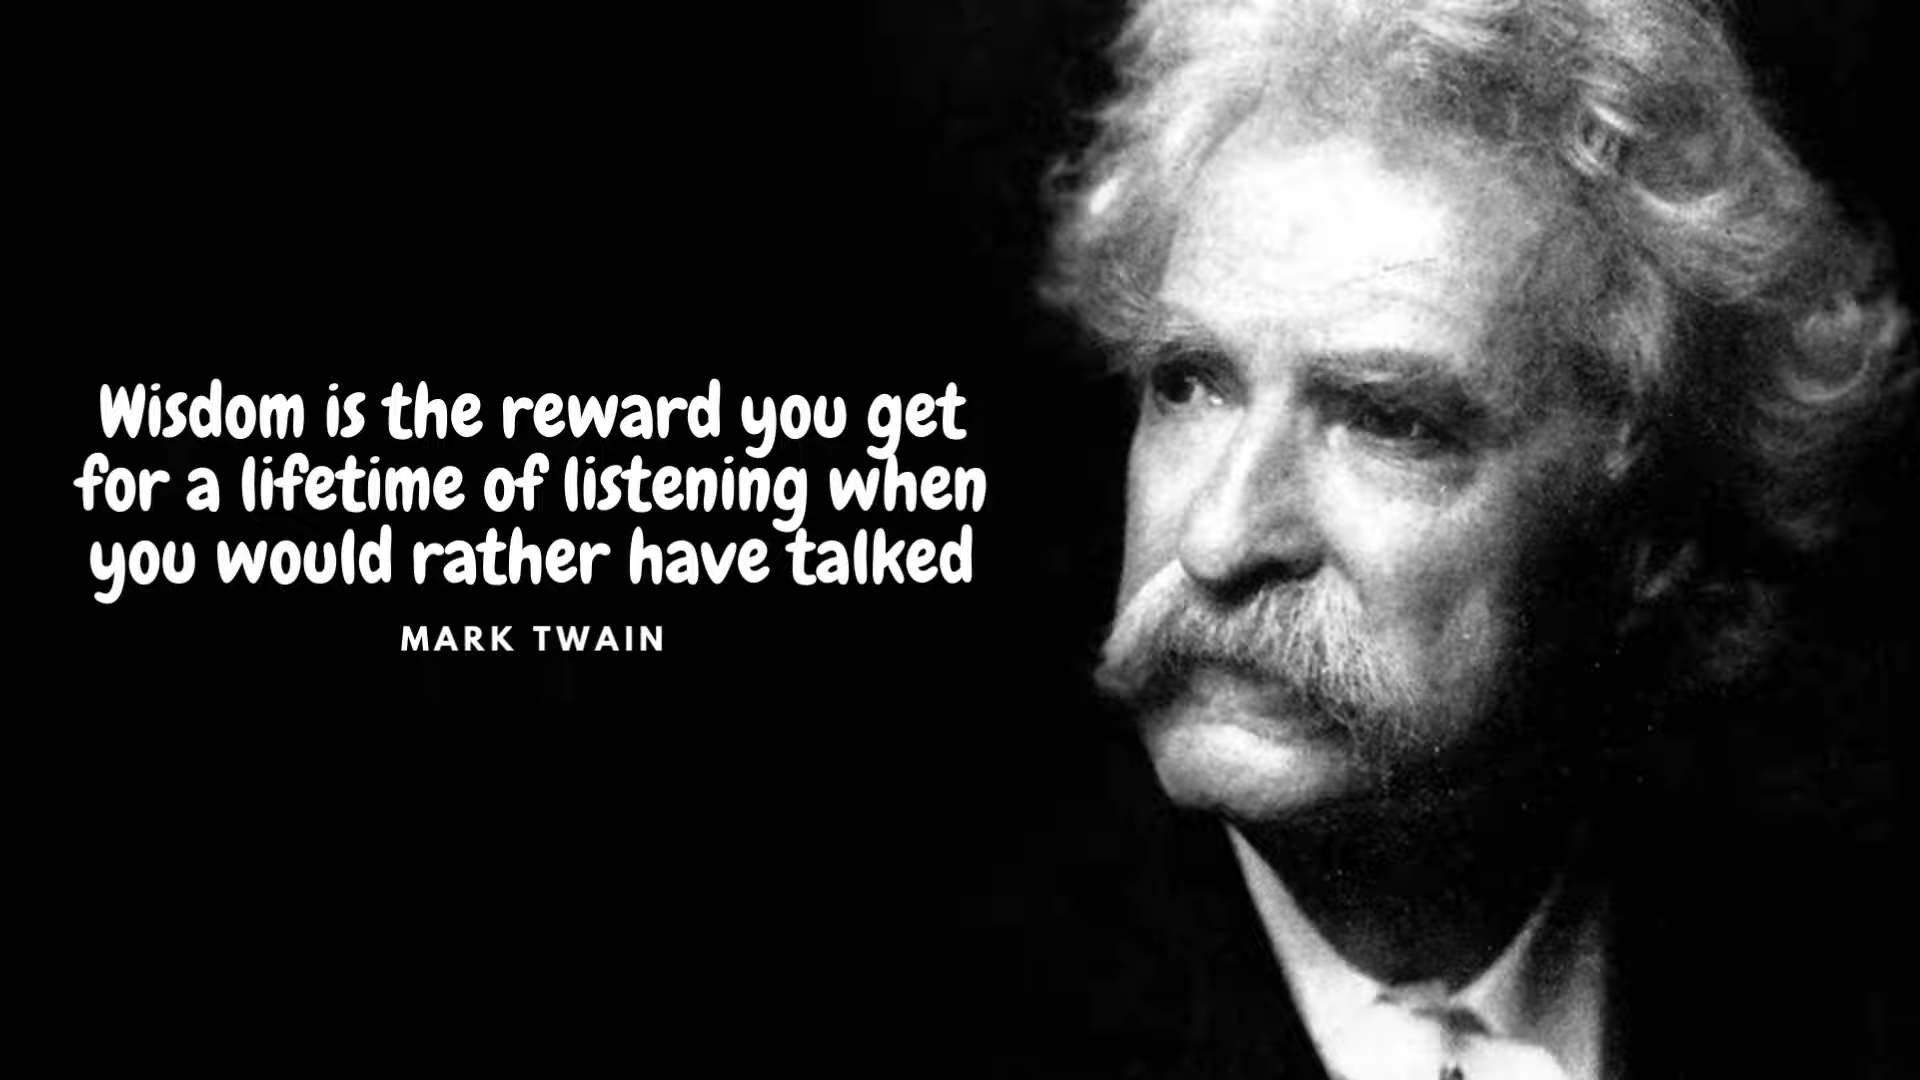 Wisdom is the reward you get
for a lifetime of listening when
you would rather have talked
MARK TWAIN